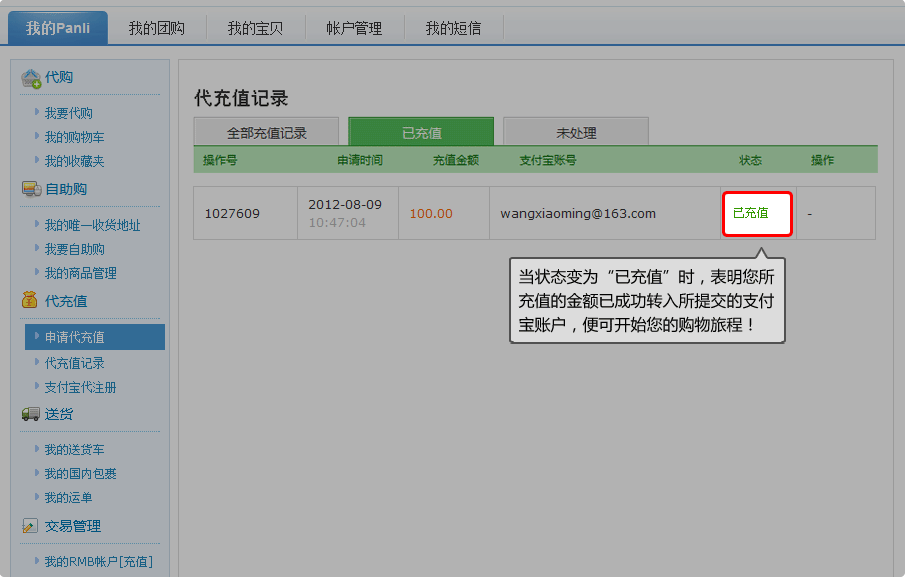 我的Panli 我的团购 我的宝贝 帐户管理 我的短信
代购
我要代购
我的购物车
我的收藏夹
自助购
我的唯一收货地址
我要自助购
我的商品管理
代充值
申请代充值
代充值记录
支付宝代注册
送货
我的送货车
我的国内包裹
我的运单
交易管理
我的RMB帐户[充值]
代充值记录
全部充值记录 已充值 未处理
操作号 申请时间 充值金额 支付宝账号 状态 操作
1027609 2012-08-09 100.00 wangxiaoming@163.com 已充值 -
10:47:04
当状态变为“已充值”时，表明您所
充值的金额已成功转入所提交的支付
宝账户，便可开始您的购物旅程！